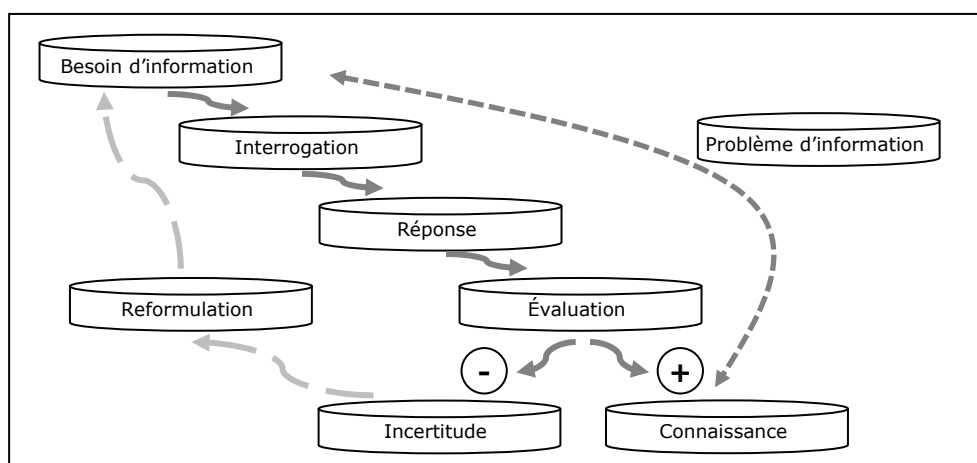 Besoin d'information
Interrogation
Problème d'information
Réponse
Reformulation
Évaluation
-
+
Incertitude
Connaissance